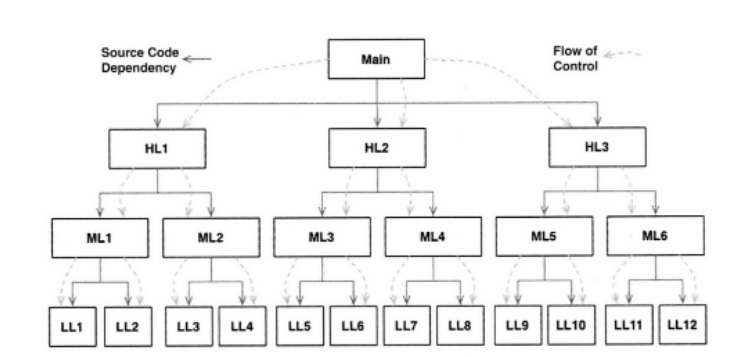 Source Code
Dependency
Main
Flow of
Control
HL1
HL2
HL3
ML1
ML2
ML3
ML4
ML5
ML6
LL1
LL2
LL3
LL4
LL5
LL6
LL7
LL8
LL9
LL10
LL11
LL12